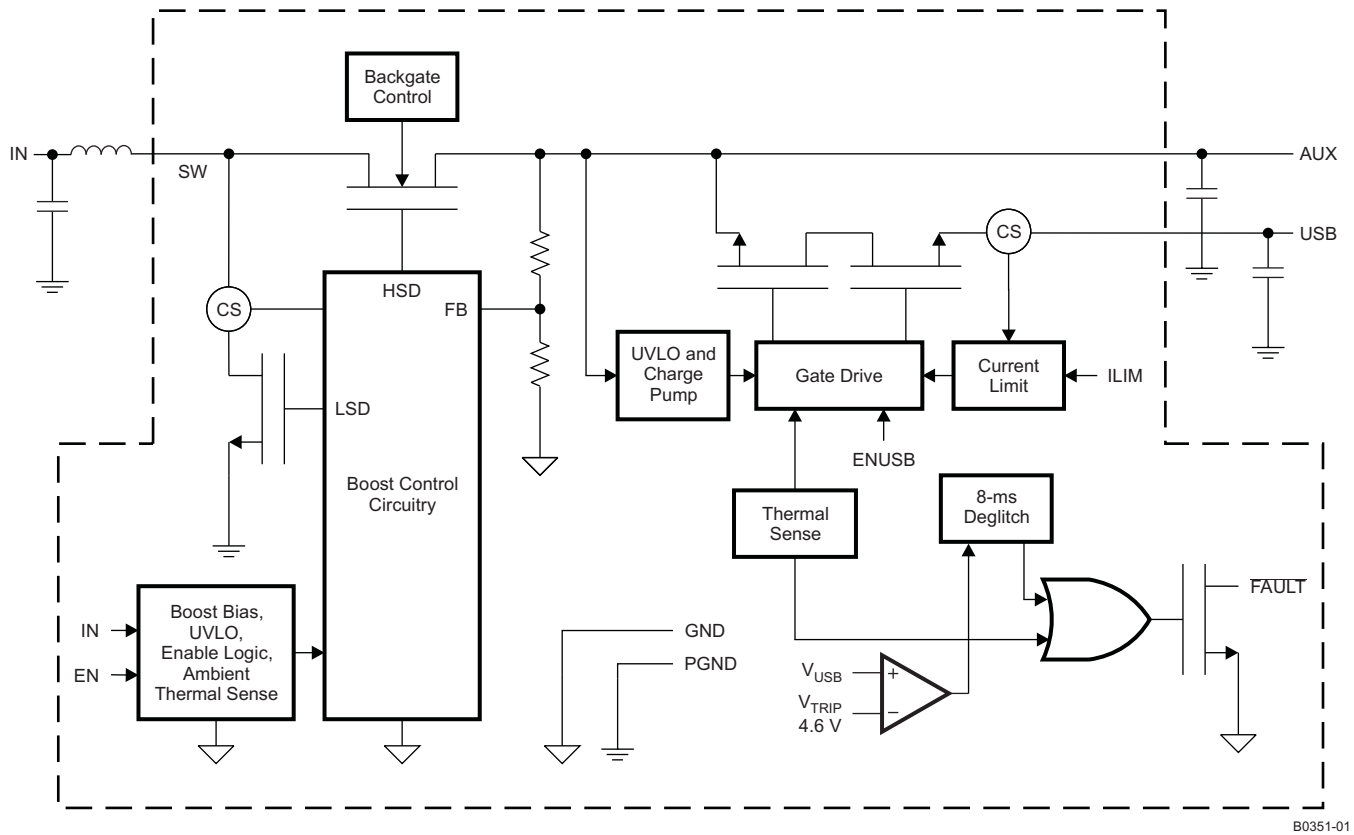 Backgate
Control
IN
SW
AUX
CS
USB
HSD
CS
FB
UVLO and
Charge
Pump
Gate Drive
Current
Limit
ILIM
LSD
ENUSB
Boost Control
Circuitry
Thermal
Sense
8-ms
Deglitch
FAULT
Boost Bias,
UVLO,
Enable Logic,
Ambient
Thermal Sense
IN
EN
GND
PGND
VUSB
+
VTRIP
4.6 V
−
B0351-01